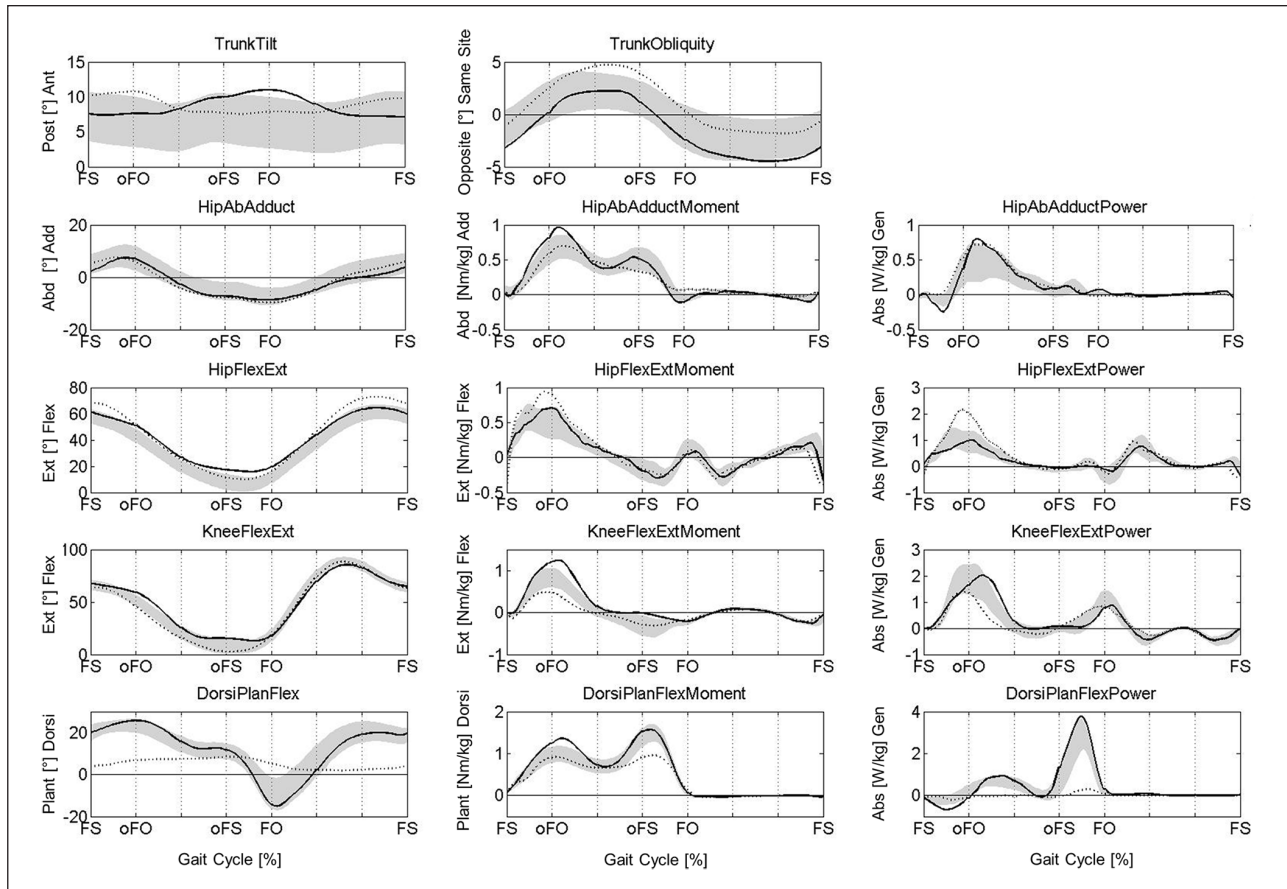 TrunkTilt
Post [°] Ant
15
10
5
0
FS oFO oFS FO FS
TrunkObliquity
Opposite [°] Same Site
5
0
-5
FS oFO oFS FO FS
HipAbAdduct
Abd [°] Add
20
0
-20
FS oFO oFS FO FS
HipAbAdductMoment
Abd [Nm/kg] Add
1
0.5
0
-0.5
FS oFO oFS FO FS
HipAbAdductPower
Abs [W/kg] Gen
1
0.5
0
-0.5
FS oFO oFS FO FS
HipFlexExt
Ext [°] Flex
80
60
40
20
0
FS oFO oFS FO FS
HipFlexExtMoment
Ext [Nm/kg] Flex
1
0.5
0
-0.5
FS oFO oFS FO FS
HipFlexExtPower
Abs [W/kg] Gen
3
2
1
0
-1
FS oFO oFS FO FS
KneeFlexExt
Ext [°] Flex
100
50
0
FS oFO oFS FO FS
KneeFlexExtMoment
Ext [Nm/kg] Flex
2
1
0
-1
FS oFO oFS FO FS
KneeFlexExtPower
Abs [W/kg] Gen
3
2
1
0
-1
FS oFO oFS FO FS
DorsiPlanFlex
Plant [°] Dorsi
20
0
-20
FS oFO oFS FO FS
Gait Cycle [%]
DorsiPlanFlexMoment
Plant [Nm/kg] Dorsi
2
1
0
FS oFO oFS FO FS
Gait Cycle [%]
DorsiPlanFlexPower
Abs [W/kg] Gen
4
2
0
FS oFO oFS FO FS
Gait Cycle [%]